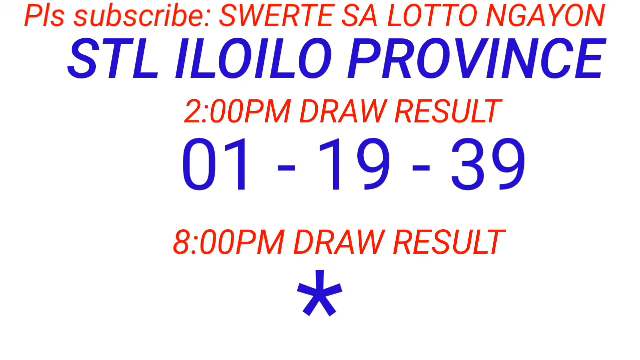 Pls subscribe: SWERTE SA LOTTO NGAYON
STL ILOILO PROVINCE
2:00PM DRAW RESULT
01 - 19 - 39
8:00PM DRAW RESULT
*